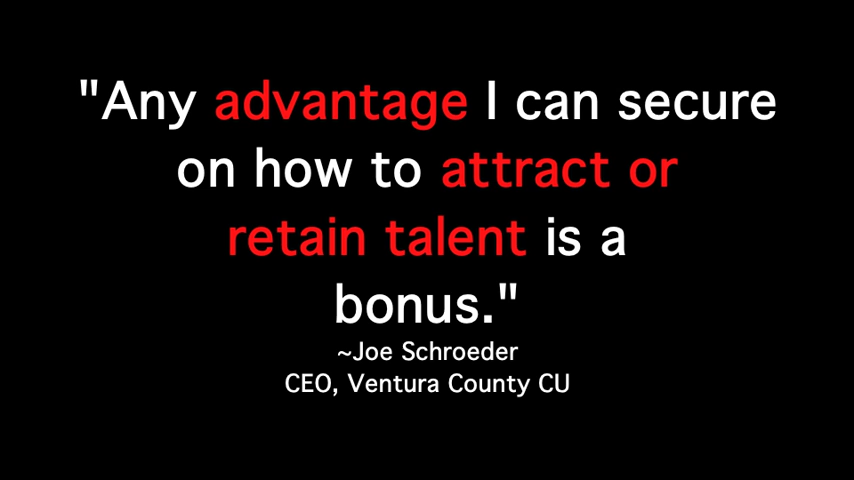 "Any advantage I can secure
on how to attract or
retain talent is a
bonus."
~Joe Schroeder
CEO, Ventura County CU